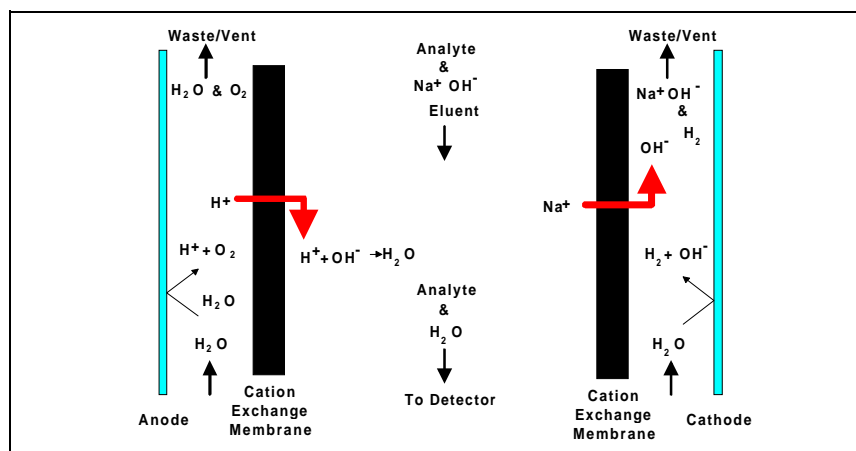 Waste/Vent
H₂O & O₂
H+
H⁺+O₂
H₂O
H₂O
Anode
Cation
Exchange
Membrane
H⁺+OH⁻ → H₂O
Analyte
&
Na⁺ OH⁻
Eluent
Analyte
&
H₂O
To Detector
Waste/Vent
Na⁺OH⁻
&
H₂
OH⁻
Na⁺
H₂+ OH⁻
H₂O
Cation
Exchange
Membrane
Cathode